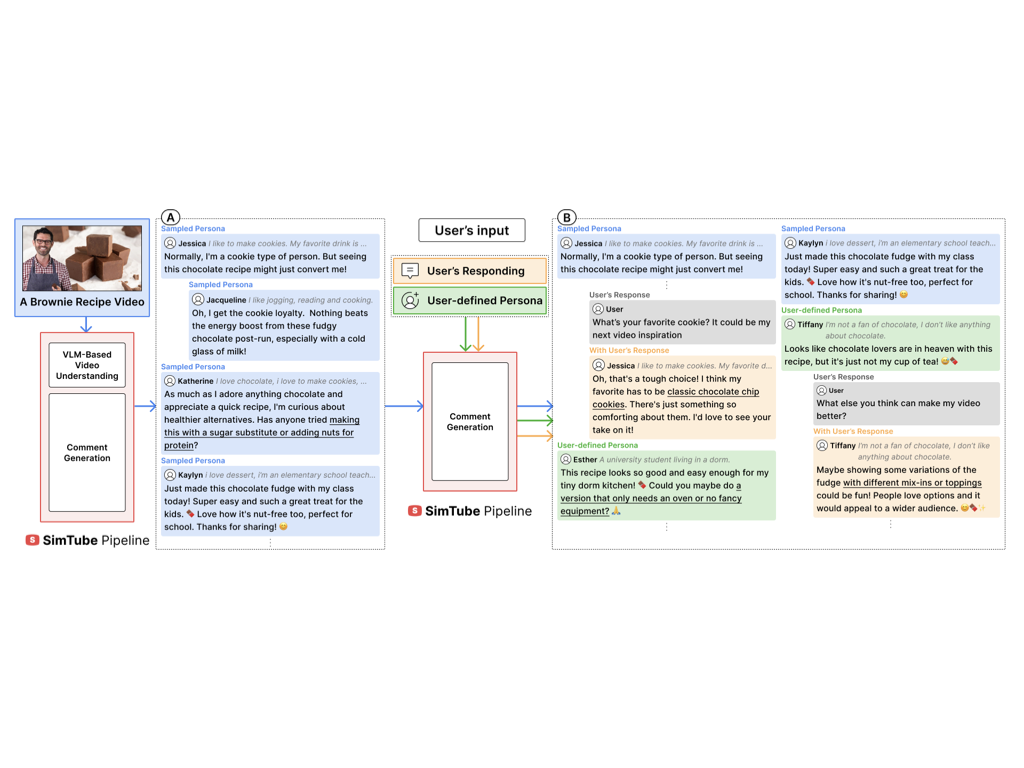 A Brownie Recipe Video
VLM-Based
Video
Understanding
Comment
Generation
S SimTube Pipeline
A
Sampled Persona
Jessica I like to make cookies. My favorite drink is ...
Normally, I'm a cookie type of person. But seeing
this chocolate recipe might just convert me!
Sampled Persona
Jacqueline I like jogging, reading and cooking.
Oh, I get the cookie loyalty. Nothing beats
the energy boost from these fudgy
chocolate post-run, especially with a cold
glass of milk!
Sampled Persona
Katherine I love chocolate, i love to make cookies, ...
As much as I adore anything chocolate and
appreciate a quick recipe, I'm curious about
healthier alternatives. Has anyone tried making
this with a sugar substitute or adding nuts for
protein?
Sampled Persona
Kaylyn I love dessert, i'm an elementary school teach...
Just made this chocolate fudge with my class
today! Super easy and such a great treat for the
kids. 🍫 Love how it's nut-free too, perfect for
school. Thanks for sharing! 😊
User's input
User's Responding
User-defined Persona
Comment
Generation
S SimTube Pipeline
B
Sampled Persona
Jessica I like to make cookies. My favorite drink is ...
Normally, I'm a cookie type of person. But seeing
this chocolate recipe might just convert me!
User's Response
User
What's your favorite cookie? It could be my
next video inspiration
With User's Response
Jessica I like to make cookies. My favorite d...
Oh, that's a tough choice! I think my
favorite has to be classic chocolate chip
cookies. There's just something so
comforting about them. I'd love to see your
take on it!
User-defined Persona
Esther A university student living in a dorm.
This recipe looks so good and easy enough for my
tiny dorm kitchen! 🍫 Could you maybe do a
version that only needs an oven or no fancy
equipment? 🙏
Sampled Persona
Kaylyn I love dessert, i'm an elementary school teach...
Just made this chocolate fudge with my class
today! Super easy and such a great treat for the
kids. 🍫 Love how it's nut-free too, perfect for
school. Thanks for sharing! 😊
User-defined Persona
Tiffany I'm not a fan of chocolate, I don't like anything
about chocolate.
Looks like chocolate lovers are in heaven with this
recipe, but it's just not my cup of tea! 😅🍫
User's Response
User
What else you think can make my video
better?
With User's Response
Tiffany I'm not a fan of chocolate, I don't like
anything about chocolate.
Maybe showing some variations of the
fudge with different mix-ins or toppings
could be fun! People love options and it
would appeal to a wider audience. 😊🍫✨